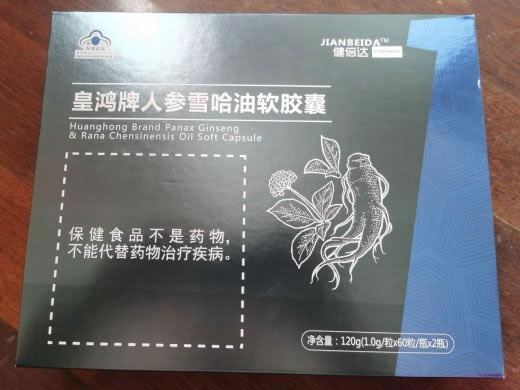 JIANBEIDA™
健倍达
皇鸿牌人参雪哈油软胶囊
Huanghong Brand Panax Ginseng
& Rana Chensinensis Oil Soft Capsule
保健食品不是药物，
不能代替药物治疗疾病。
净含量：120g(1.0g/粒x60粒/瓶x2瓶)